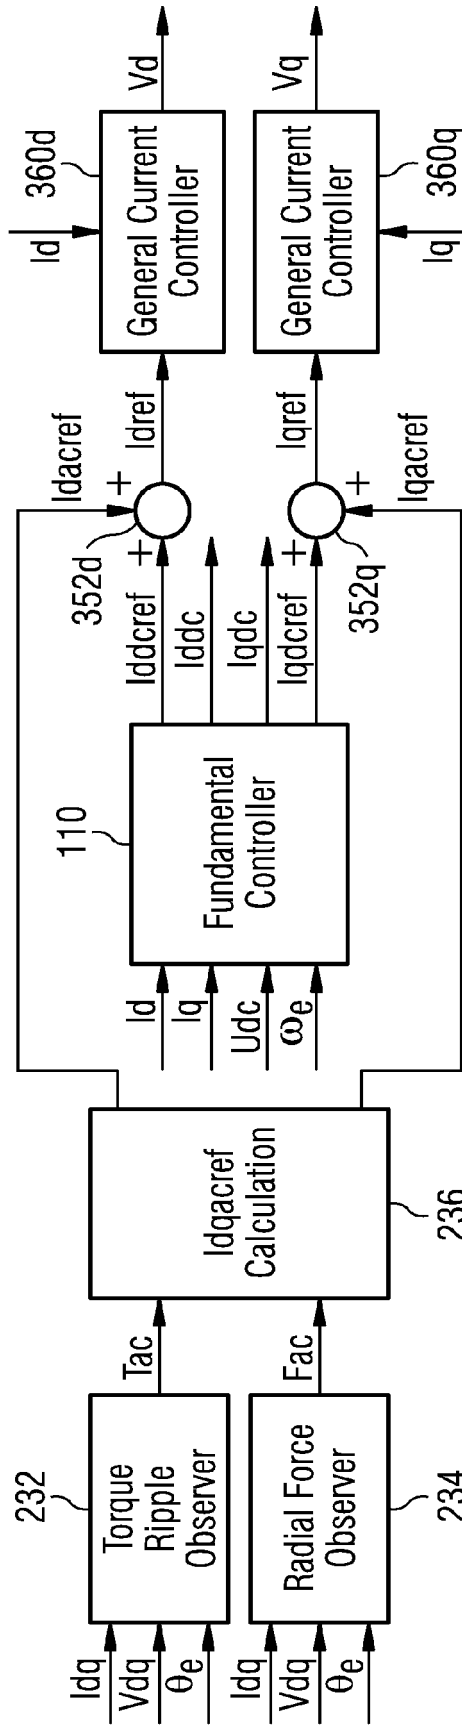 Idq
Vdq
θe
232
Torque
Ripple
Observer
Tac
Idq
Vdq
θe
Radial Force
Observer
234
Fac
Idqacref
Calculation
236
Id
Iq
Udc
ωe
110
Fundamental
Controller
Iddcref
Iddc
Iqdc
Iqdcref
352d
+
+
Idacref
352q
+
+
Iqacref
Idref
Iqref
Id
360d
General Current
Controller
Vd
General Current
Controller
Iq
360q
Vq